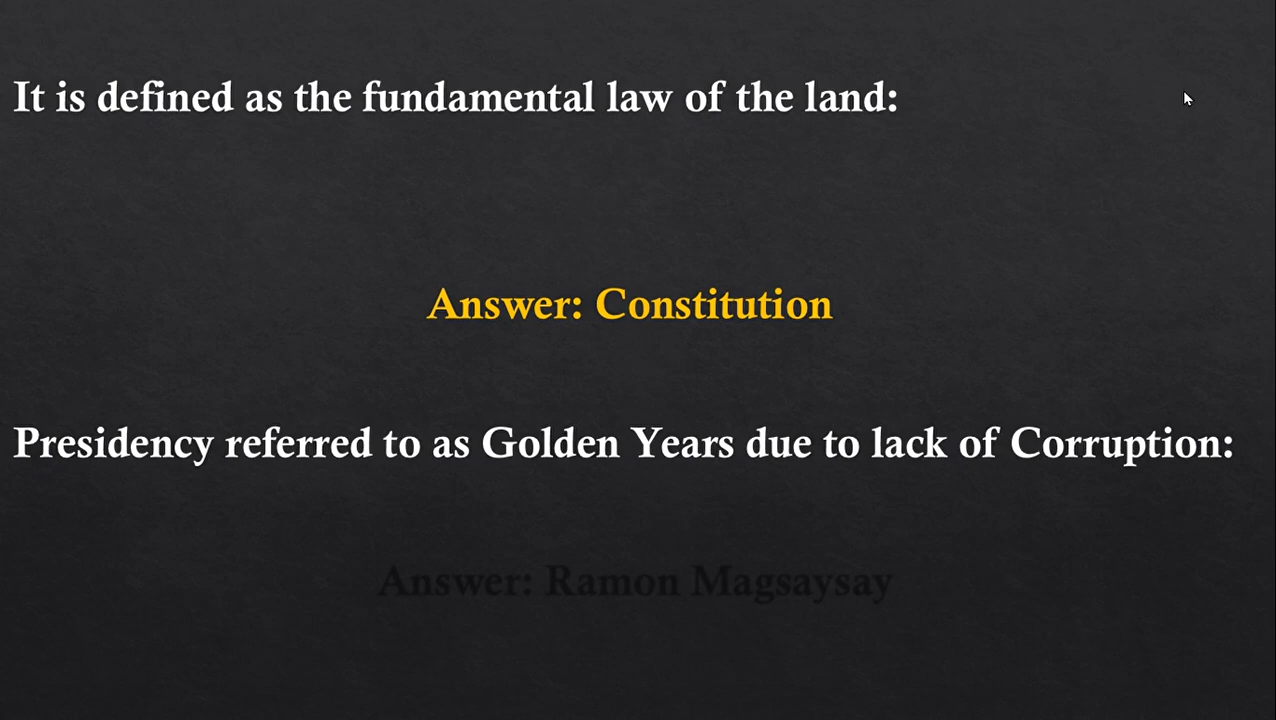 It is defined as the fundamental law of the land:
Answer: Constitution
Presidency referred to as Golden Years due to lack of Corruption:
Answer: Ramon Magsaysay